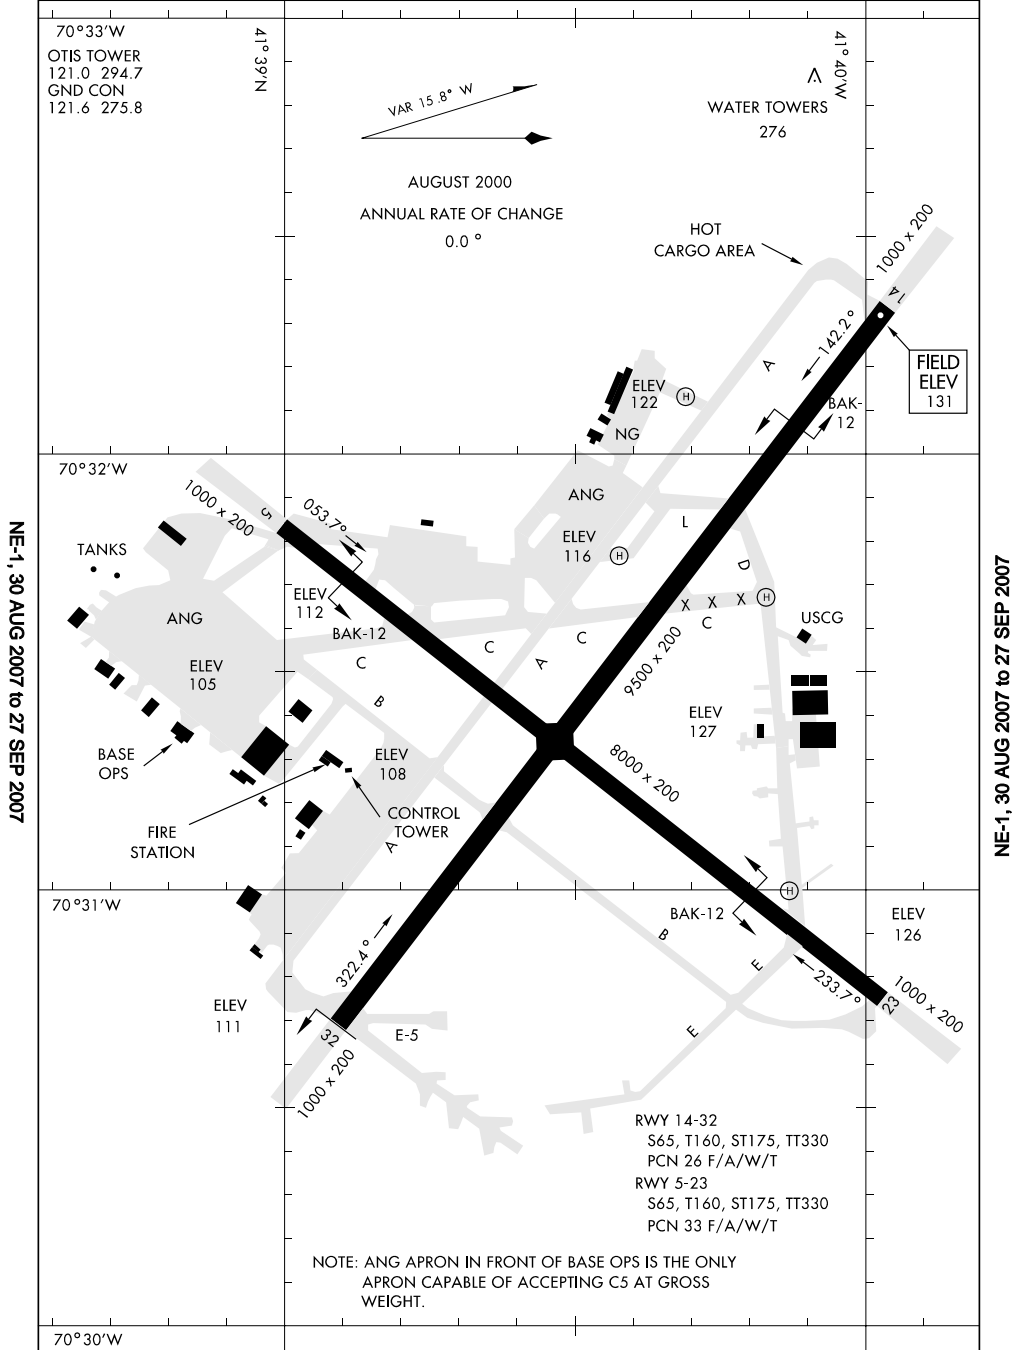 70°33'W
OTIS TOWER
121.0 294.7
GND CON
121.6 275.8
41°39'N
VAR 15.8° W
AUGUST 2000
ANNUAL RATE OF CHANGE
0.0 °
41°40'W
WATER TOWERS
276
HOT
CARGO AREA
1000 x 200
14
142.2°
A
FIELD
ELEV
131
BAK-
12
ELEV
122
H
NG
70°32'W
1000 x 200
5
053.7°
ANG
ELEV
116
H
L
D
TANKS
ANG
ELEV
112
BAK-12
ELEV
105
C
C
C
A
B
X X X
H
C
USCG
9500 x 200
ELEV
127
8000 x 200
BASE
OPS
ELEV
108
CONTROL
TOWER
FIRE
STATION
A
NE-1, 30 AUG 2007 to 27 SEP 2007
NE-1, 30 AUG 2007 to 27 SEP 2007
70°31'W
H
BAK-12
ELEV
126
B
E
E
233.7°
23
1000 x 200
322.4°
ELEV
111
32
1000 x 200
E-5
RWY 14-32
S65, T160, ST175, TT330
PCN 26 F/A/W/T
RWY 5-23
S65, T160, ST175, TT330
PCN 33 F/A/W/T
NOTE: ANG APRON IN FRONT OF BASE OPS IS THE ONLY
APRON CAPABLE OF ACCEPTING C5 AT GROSS
WEIGHT.
70°30'W